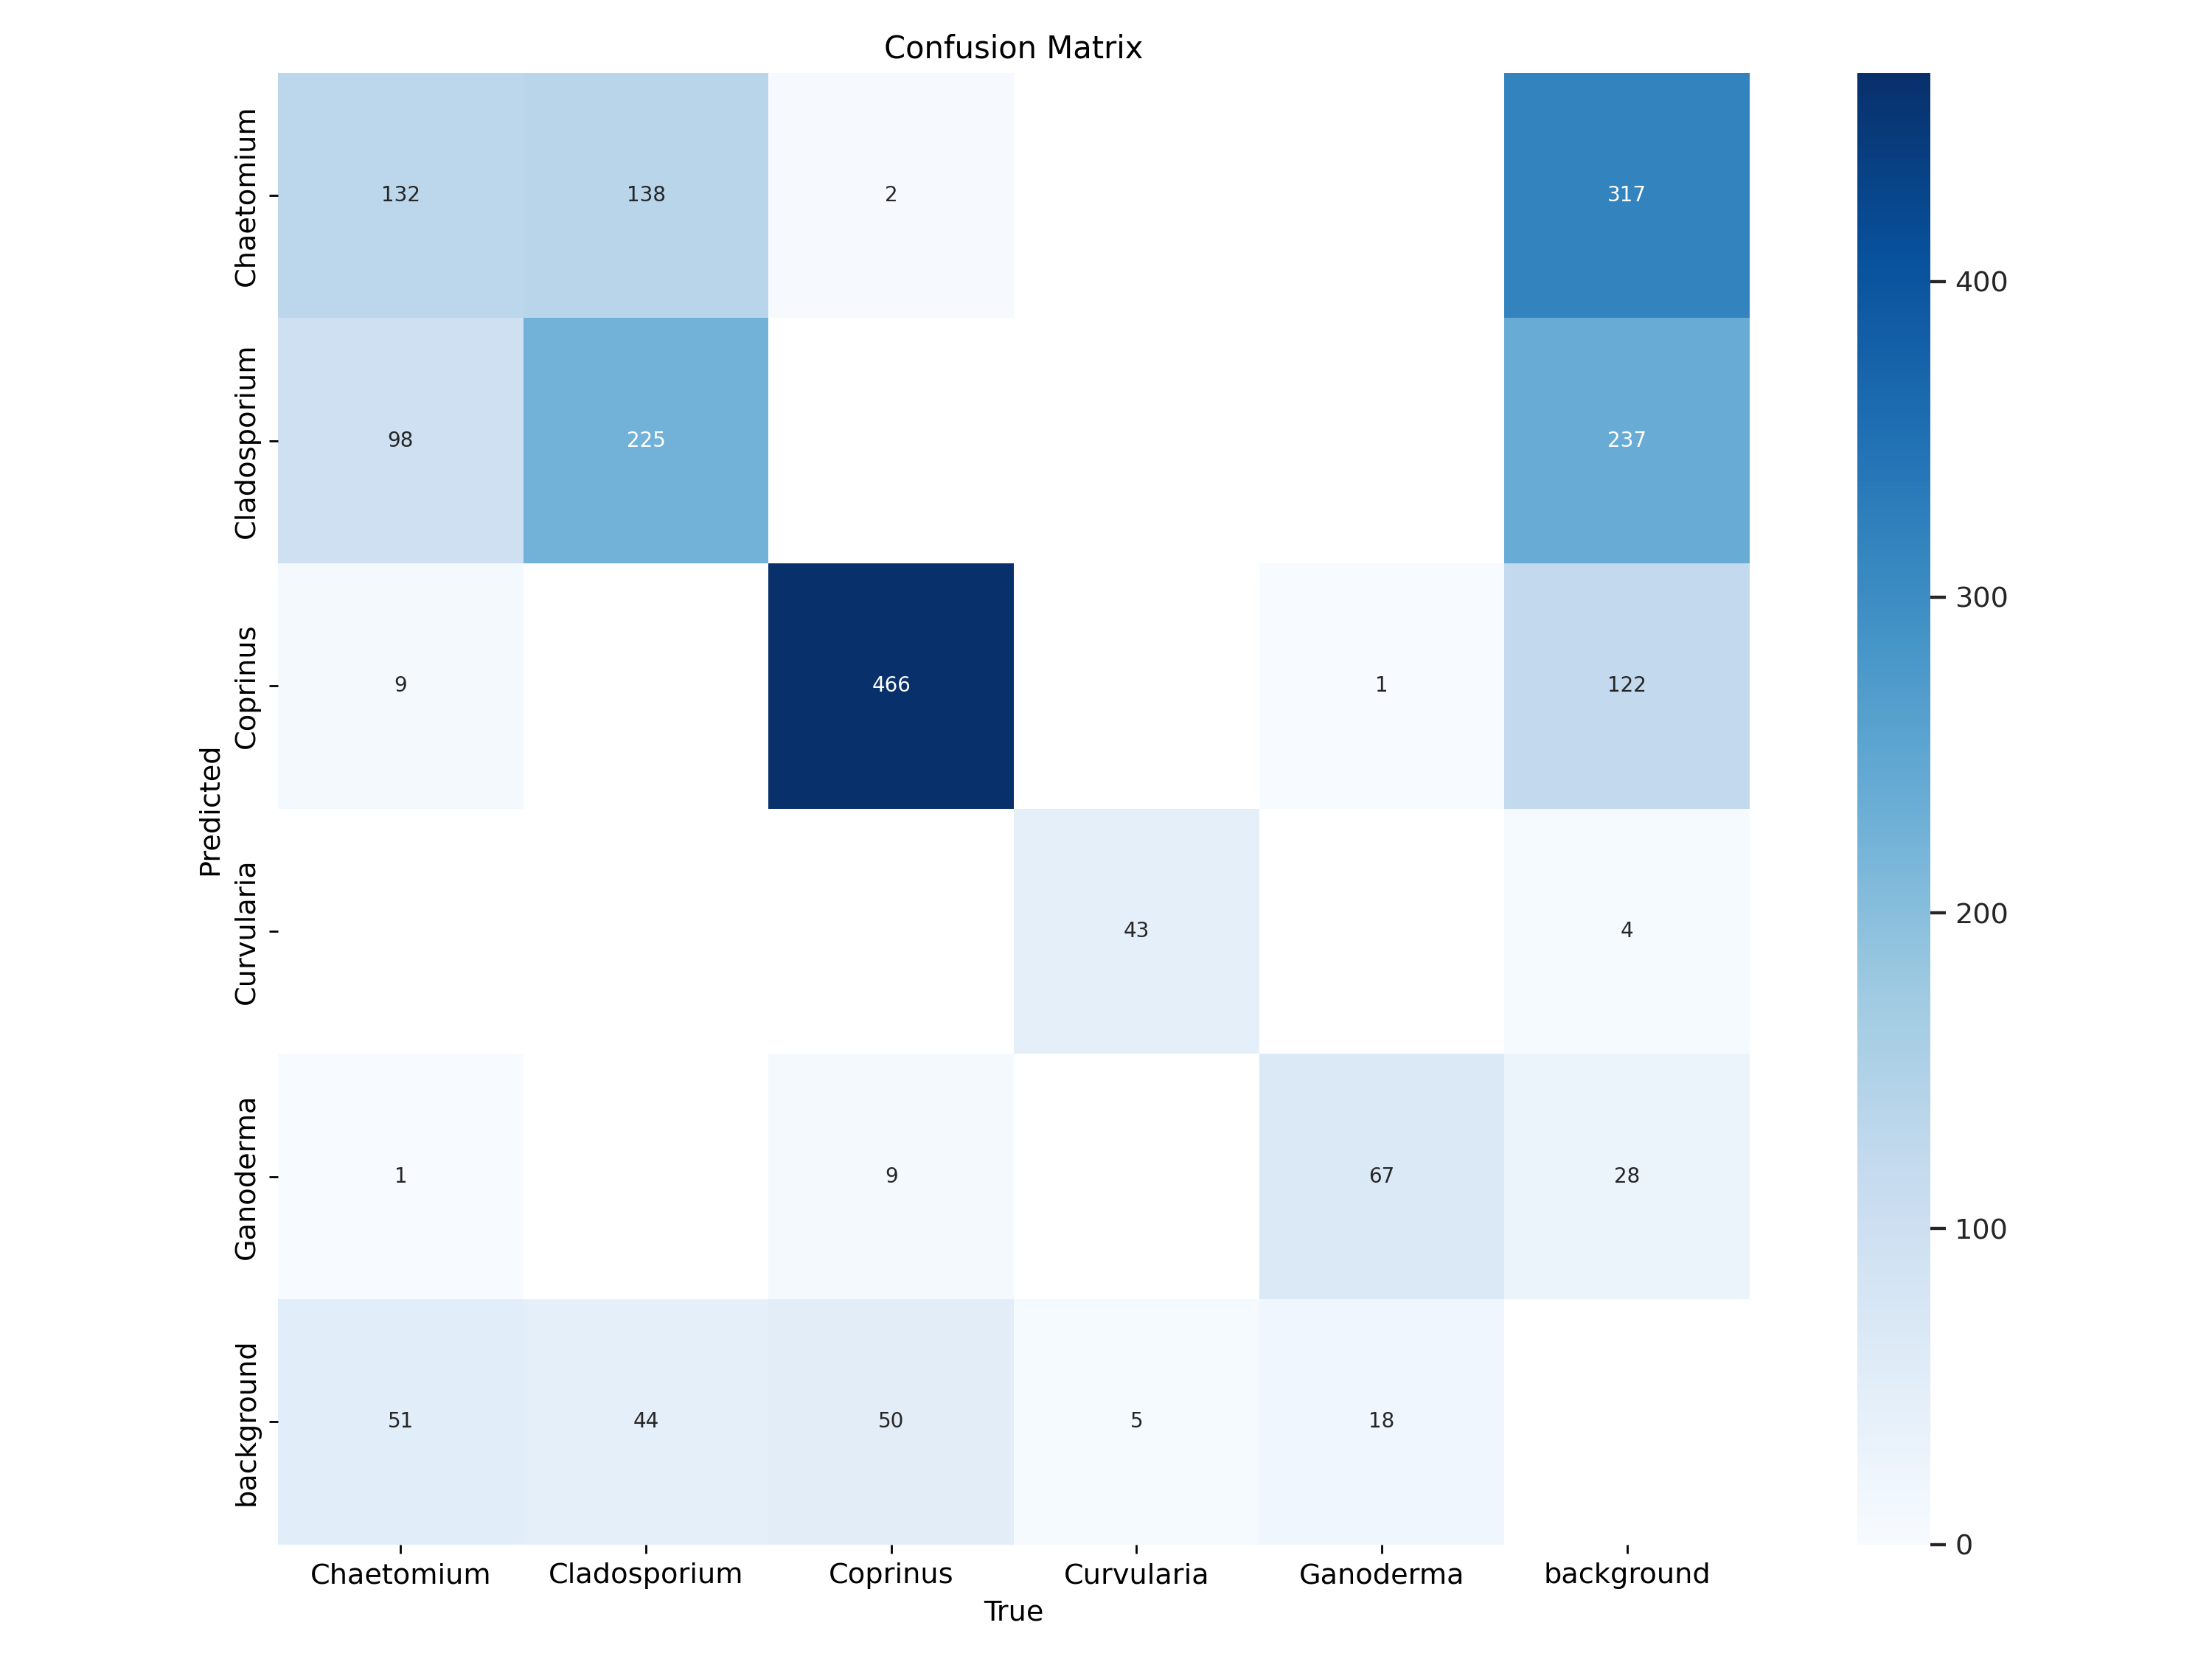 Confusion Matrix
Predicted
Chaetomium 132 138 2 317
Cladosporium 98 225 237
Coprinus 9 466 1 122
Curvularia 43 4
Ganoderma 1 9 67 28
background 51 44 50 5 18
Chaetomium Cladosporium Coprinus Curvularia Ganoderma background
True
400
300
200
100
0